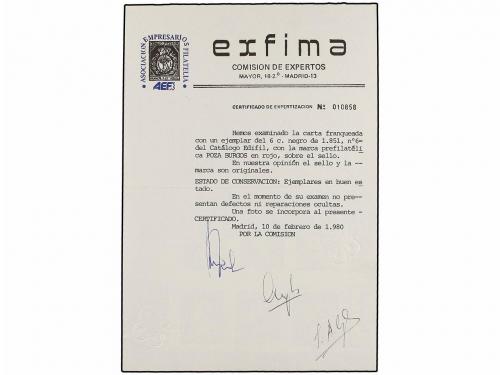 ASOCIACION EMPRESARIOS FILATELIA
AEF
exfima
COMISION DE EXPERTOS
MAYOR, 18-2.º - MADRID-13
CERTIFICADO DE EXPERTIZACION Nº 010858
Hemos examinado la carta franqueada
con un ejemplar del 6 c. negro de 1.851, nº6-
del Catálogo Edifil, con la marca prefilatéli
ca POZA BURGOS en rojo, sobre el sello.
En nuestra opinión el sello y la --
marca son originales.
ESTADO DE CONSERVACION: Ejemplares en buen es
tado.
En el momento de su examen no pre-
sentan defectos ni reparaciones ocultas.
Una foto se incorpora al presente -
CERTIFICADO.
Madrid, 10 de febrero de 1.980
POR LA COMISION